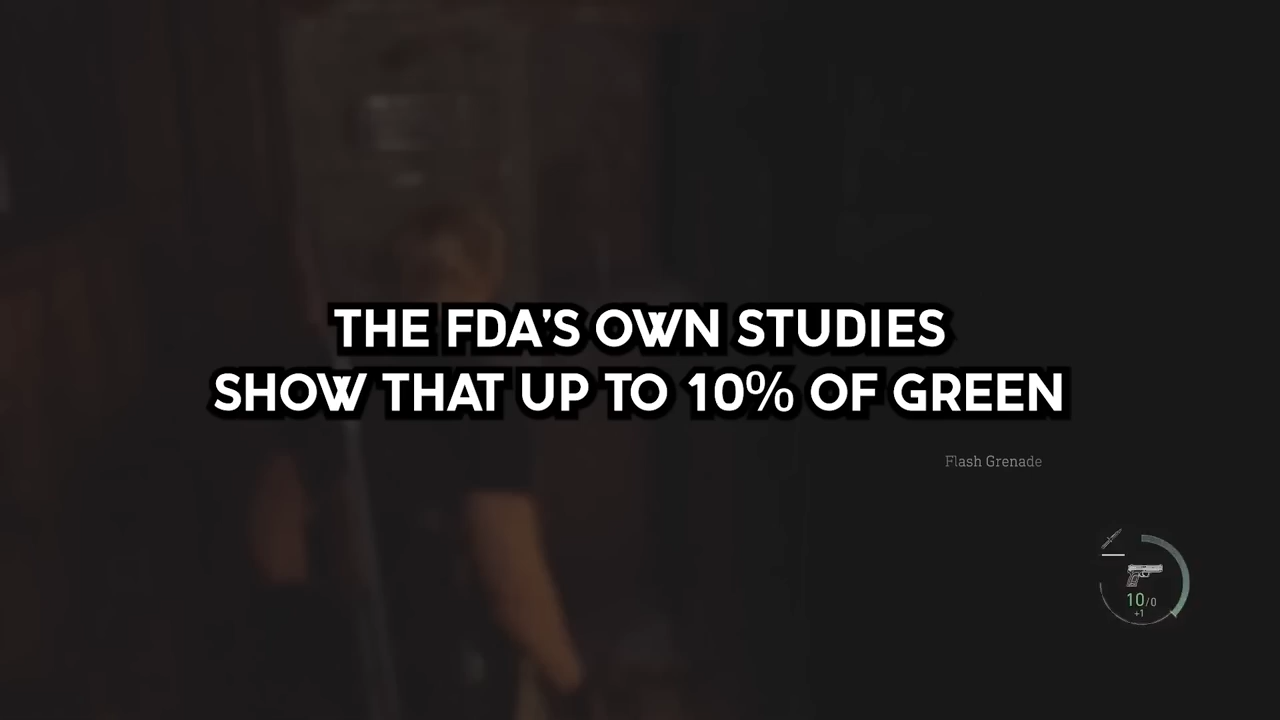 THE FDA’S OWN STUDIES
SHOW THAT UP TO 10% OF GREEN
Flash Grenade
10/0
+1